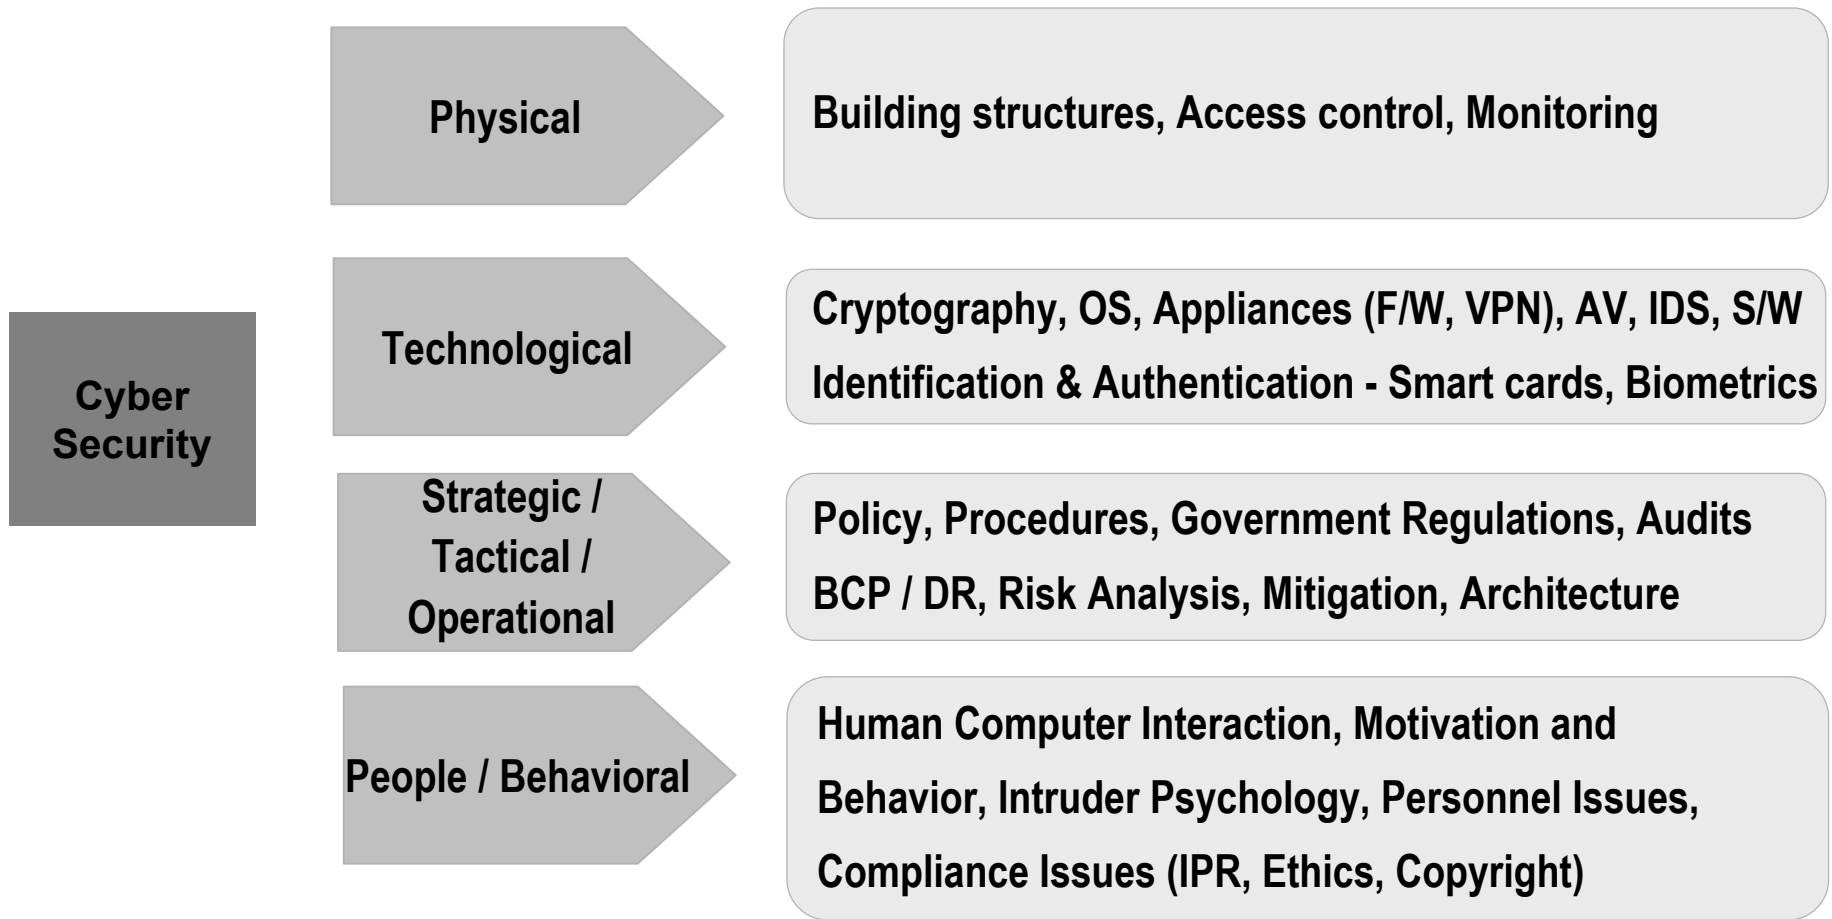 Physical
Building structures, Access control, Monitoring
Technological
Cryptography, OS, Appliances (F/W, VPN), AV, IDS, S/W
Identification & Authentication - Smart cards, Biometrics
Cyber
Security
Strategic /
Tactical /
Operational
Policy, Procedures, Government Regulations, Audits
BCP / DR, Risk Analysis, Mitigation, Architecture
People / Behavioral
Human Computer Interaction, Motivation and
Behavior, Intruder Psychology, Personnel Issues,
Compliance Issues (IPR, Ethics, Copyright)